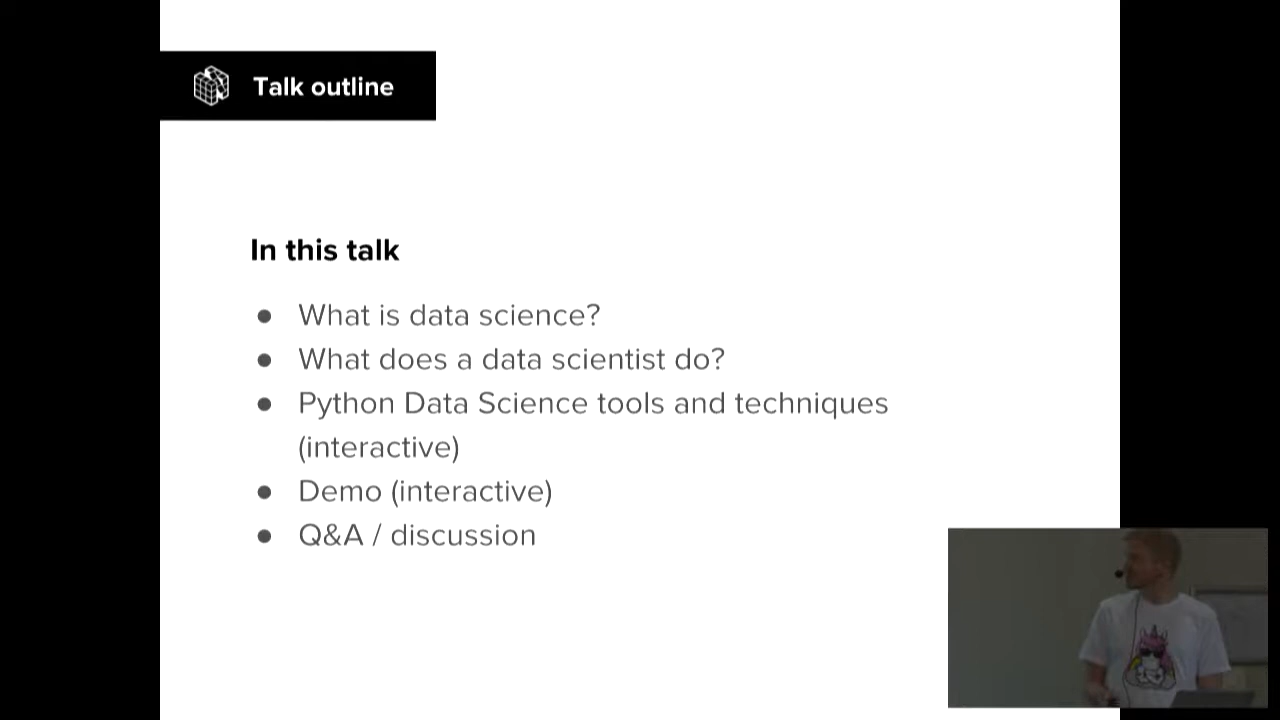 Talk outline
In this talk
● What is data science?
● What does a data scientist do?
● Python Data Science tools and techniques
(interactive)
● Demo (interactive)
● Q&A / discussion